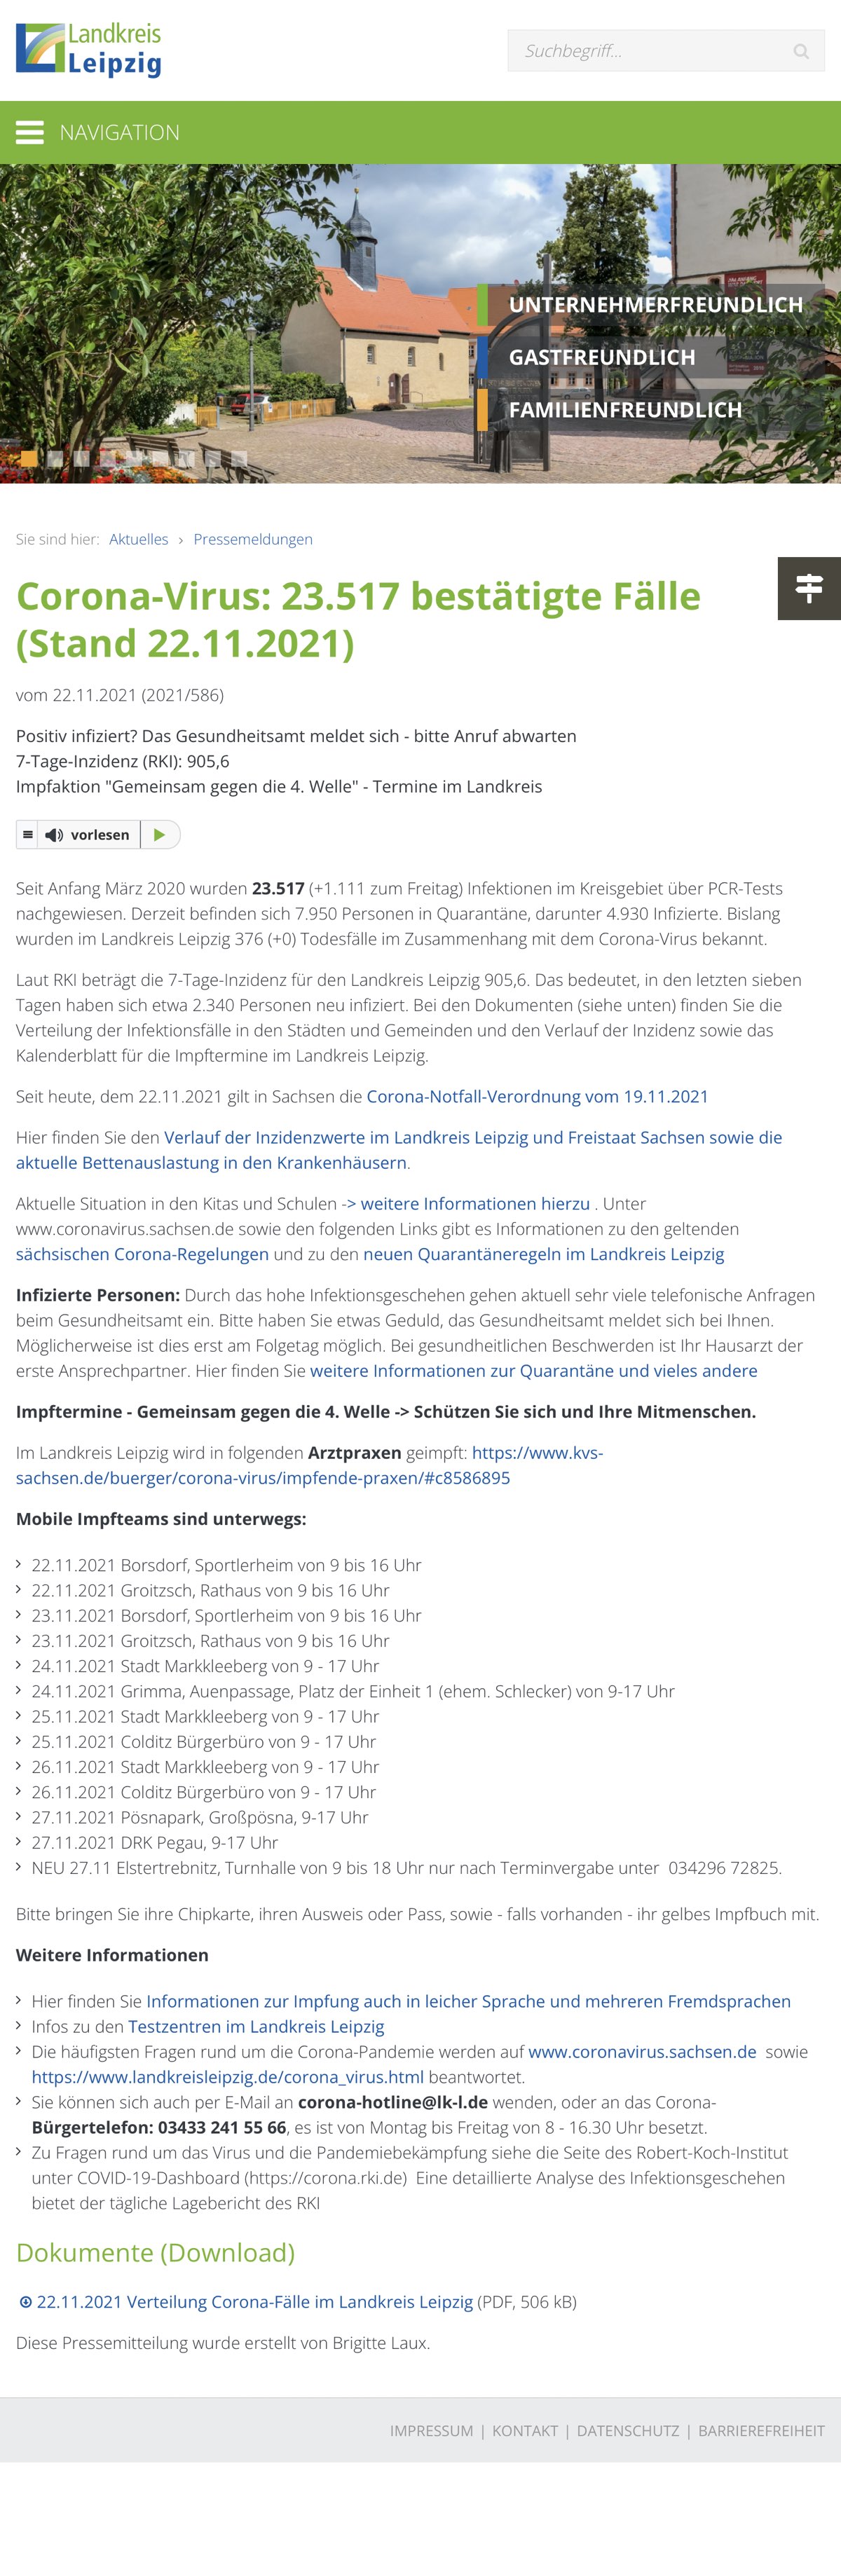 Landkreis
Leipzig
Suchbegriff...
NAVIGATION
UNTERNEHMERFREUNDLICH
GASTFREUNDLICH
FAMILIENFREUNDLICH
Sie sind hier: Aktuelles › Pressemeldungen
Corona-Virus: 23.517 bestätigte Fälle
(Stand 22.11.2021)
vom 22.11.2021 (2021/586)
Positiv infiziert? Das Gesundheitsamt meldet sich - bitte Anruf abwarten
7-Tage-Inzidenz (RKI): 905,6
Impfaktion "Gemeinsam gegen die 4. Welle" - Termine im Landkreis
vorlesen
Seit Anfang März 2020 wurden 23.517 (+1.111 zum Freitag) Infektionen im Kreisgebiet über PCR-Tests
nachgewiesen. Derzeit befinden sich 7.950 Personen in Quarantäne, darunter 4.930 Infizierte. Bislang
wurden im Landkreis Leipzig 376 (+0) Todesfälle im Zusammenhang mit dem Corona-Virus bekannt.
Laut RKI beträgt die 7-Tage-Inzidenz für den Landkreis Leipzig 905,6. Das bedeutet, in den letzten sieben
Tagen haben sich etwa 2.340 Personen neu infiziert. Bei den Dokumenten (siehe unten) finden Sie die
Verteilung der Infektionsfälle in den Städten und Gemeinden und den Verlauf der Inzidenz sowie das
Kalenderblatt für die Impftermine im Landkreis Leipzig.
Seit heute, dem 22.11.2021 gilt in Sachsen die Corona-Notfall-Verordnung vom 19.11.2021
Hier finden Sie den Verlauf der Inzidenzwerte im Landkreis Leipzig und Freistaat Sachsen sowie die
aktuelle Bettenauslastung in den Krankenhäusern.
Aktuelle Situation in den Kitas und Schulen -> weitere Informationen hierzu . Unter
www.coronavirus.sachsen.de sowie den folgenden Links gibt es Informationen zu den geltenden
sächsischen Corona-Regelungen und zu den neuen Quarantäneregeln im Landkreis Leipzig
Infizierte Personen: Durch das hohe Infektionsgeschehen gehen aktuell sehr viele telefonische Anfragen
beim Gesundheitsamt ein. Bitte haben Sie etwas Geduld, das Gesundheitsamt meldet sich bei Ihnen.
Möglicherweise ist dies erst am Folgetag möglich. Bei gesundheitlichen Beschwerden ist Ihr Hausarzt der
erste Ansprechpartner. Hier finden Sie weitere Informationen zur Quarantäne und vieles andere
Impftermine - Gemeinsam gegen die 4. Welle -> Schützen Sie sich und Ihre Mitmenschen.
Im Landkreis Leipzig wird in folgenden Arztpraxen geimpft: https://www.kvs-
sachsen.de/buerger/corona-virus/impfende-praxen/#c8586895
Mobile Impfteams sind unterwegs:
› 22.11.2021 Borsdorf, Sportlerheim von 9 bis 16 Uhr
› 22.11.2021 Groitzsch, Rathaus von 9 bis 16 Uhr
› 23.11.2021 Borsdorf, Sportlerheim von 9 bis 16 Uhr
› 23.11.2021 Groitzsch, Rathaus von 9 bis 16 Uhr
› 24.11.2021 Stadt Markkleeberg von 9 - 17 Uhr
› 24.11.2021 Grimma, Auenpassage, Platz der Einheit 1 (ehem. Schlecker) von 9-17 Uhr
› 25.11.2021 Stadt Markkleeberg von 9 - 17 Uhr
› 25.11.2021 Colditz Bürgerbüro von 9 - 17 Uhr
› 26.11.2021 Stadt Markkleeberg von 9 - 17 Uhr
› 26.11.2021 Colditz Bürgerbüro von 9 - 17 Uhr
› 27.11.2021 Pösnapark, Großpösna, 9-17 Uhr
› 27.11.2021 DRK Pegau, 9-17 Uhr
› NEU 27.11 Elstertrebnitz, Turnhalle von 9 bis 18 Uhr nur nach Terminvergabe unter 034296 72825.
Bitte bringen Sie ihre Chipkarte, ihren Ausweis oder Pass, sowie - falls vorhanden - ihr gelbes Impfbuch mit.
Weitere Informationen
› Hier finden Sie Informationen zur Impfung auch in leicher Sprache und mehreren Fremdsprachen
› Infos zu den Testzentren im Landkreis Leipzig
› Die häufigsten Fragen rund um die Corona-Pandemie werden auf www.coronavirus.sachsen.de sowie
https://www.landkreisleipzig.de/corona_virus.html beantwortet.
› Sie können sich auch per E-Mail an corona-hotline@lk-l.de wenden, oder an das Corona-
Bürgertelefon: 03433 241 55 66, es ist von Montag bis Freitag von 8 - 16.30 Uhr besetzt.
› Zu Fragen rund um das Virus und die Pandemiebekämpfung siehe die Seite des Robert-Koch-Institut
unter COVID-19-Dashboard (https://corona.rki.de) Eine detaillierte Analyse des Infektionsgeschehen
bietet der tägliche Lagebericht des RKI
Dokumente (Download)
22.11.2021 Verteilung Corona-Fälle im Landkreis Leipzig (PDF, 506 kB)
Diese Pressemitteilung wurde erstellt von Brigitte Laux.
IMPRESSUM | KONTAKT | DATENSCHUTZ | BARRIEREFREIHEIT